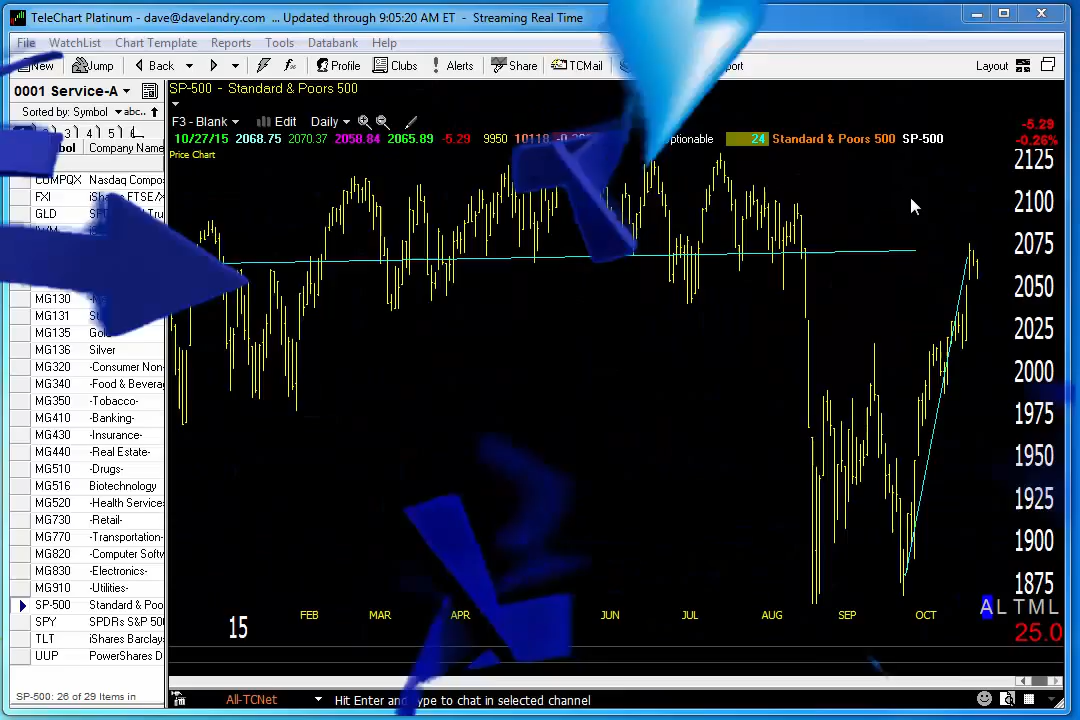 TeleChart Platinum - dave@davelandry.com ... Updated through 9:05:20 AM ET - Streaming Real Time
File WatchList Chart Template Reports Tools Databank Help
New Jump Back Profile Clubs Alerts Share TCMail
Layout
0001 Service-A
SP-500 - Standard & Poors 500
Sorted by: Symbol abc..
F3 - Blank Edit Daily
3 4 5
10/27/15 2068.75 2070.37 2058.84 2065.89 -5.29 9950 10118 24 Standard & Poors 500 SP-500
-5.29
-0.26%
Company Name
Price Chart
COMPQX Nasdaq Compo
FXI iShares FTSE/X
GLD
MG130
MG131
MG135
MG136 Silver
MG320 -Consumer Non-
MG340 -Food & Bevera
MG350 -Tobacco-
MG410 -Banking-
MG430 -Insurance-
MG440 -Real Estate-
MG510 -Drugs-
MG516 Biotechnology
MG520 -Health Service
MG730 -Retail-
MG770 -Transportation-
MG820 -Computer Softw
MG830 -Electronics-
MG910 -Utilities-
SP-500 Standard & Poo
SPY SPDRs S&P 500
TLT iShares Barclay
UUP PowerShares D
2125
2100
2075
2050
2025
2000
1975
1950
1925
1900
1875
A L T M L
25.0
15 FEB MAR APR JUN JUL AUG SEP OCT
SP-500: 26 of 29 Items in
All-TCNet Hit Enter and type to chat in selected channel